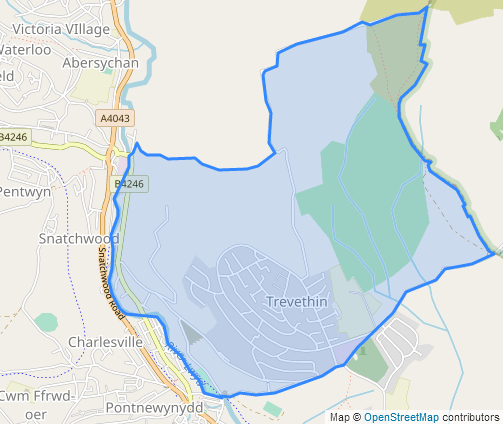 Victoria VIllage
Waterloo
Abersychan
eld
A4043
B4246
B4246
Pentwyn
Snatchwood
Snatchwood Road
Trevethin
Charlesville
Afon Lwyd
Cwm Ffrwd-
oer
Pontnewynydd
Map © OpenStreetMap contributors